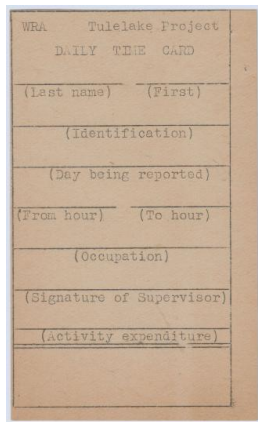 WRA Tulelake Project
DAILY TIME CARD
(Last name) (First)
(Identification)
(Day being reported)
(From hour) (To hour)
(Occupation)
(Signature of Supervisor)
(Activity expenditure)